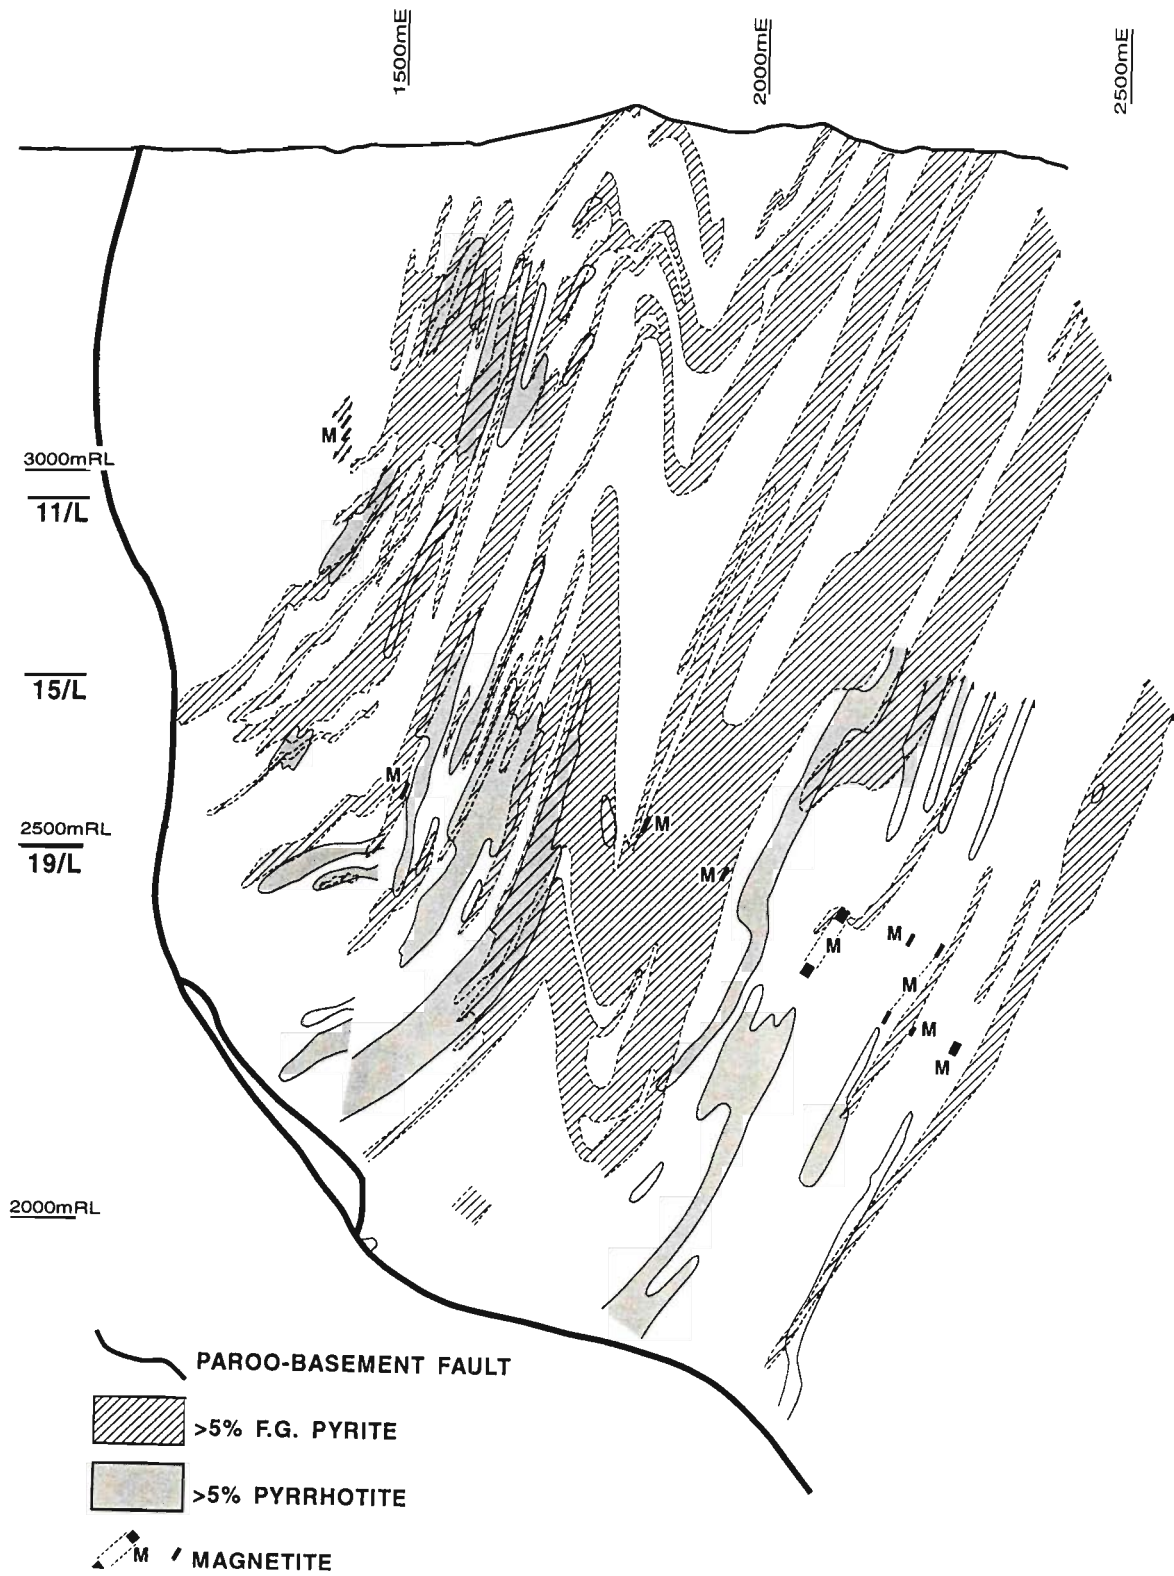 1500mE
2000mE
2500mE
M
3000mRL
11/L
15/L
M
2500mRL
19/L
M
M
M
M
M
M
M
2000mRL
PAROO-BASEMENT FAULT
>5% F.G. PYRITE
>5% PYRRHOTITE
M MAGNETITE